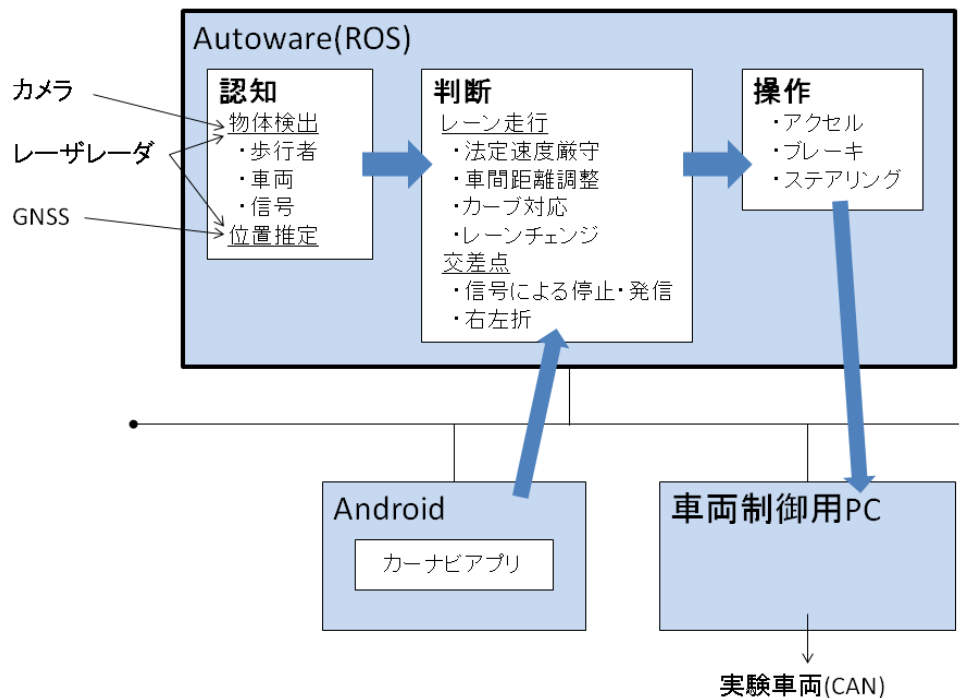 Autoware(ROS)
カメラ
レーザレーダ
GNSS
認知
物体検出
・歩行者
・車両
・信号
位置推定
判断
レーン走行
・法定速度厳守
・車間距離調整
・カーブ対応
・レーンチェンジ
交差点
・信号による停止・発信
・右左折
操作
・アクセル
・ブレーキ
・ステアリング
Android
カーナビアプリ
車両制御用PC
実験車両(CAN)